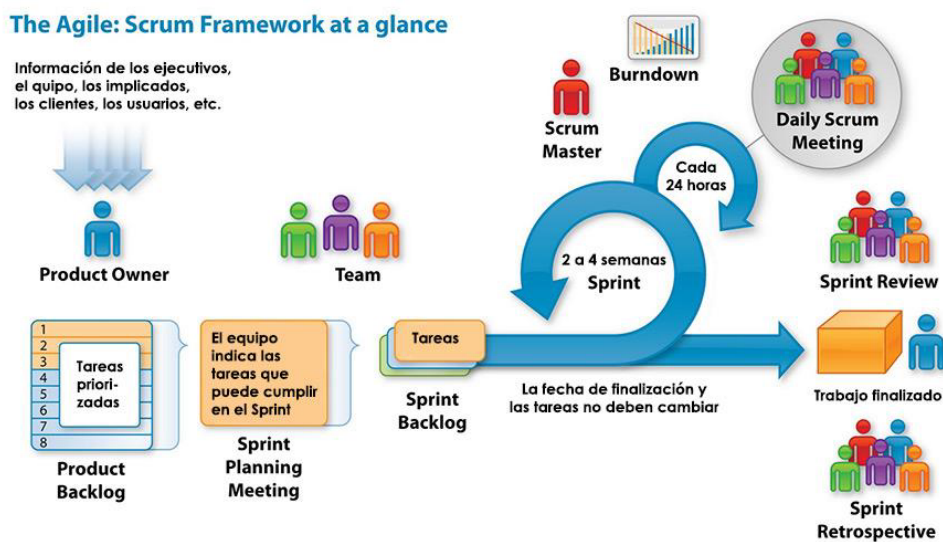 The Agile: Scrum Framework at a glance
Información de los ejecutivos,
el quipo, los implicados,
los clientes, los usuarios, etc.
Product Owner
Team
Scrum
Master
Burndown
Daily Scrum
Meeting
Cada
24 horas
2 a 4 semanas
Sprint
Sprint Review
1
2
3
4
5
6
7
8
Tareas
priori-
zadas
Product
Backlog
El equipo
indica las
tareas que
puede cumplir
en el Sprint
Sprint
Planning
Meeting
Tareas
Sprint
Backlog
La fecha de finalización y
las tareas no deben cambiar
Trabajo finalizado
Sprint
Retrospective